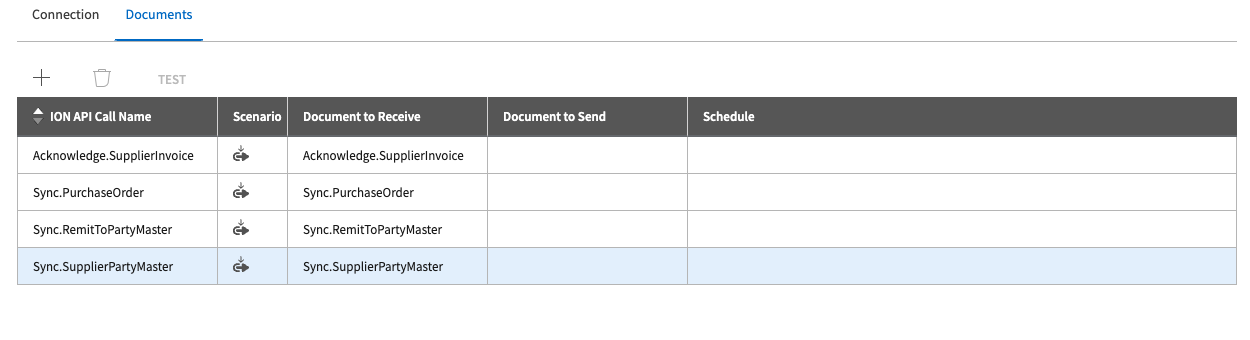 Connection Documents
TEST
ION API Call Name Scenario Document to Receive Document to Send Schedule
Acknowledge.SupplierInvoice Acknowledge.SupplierInvoice
Sync.PurchaseOrder Sync.PurchaseOrder
Sync.RemitToPartyMaster Sync.RemitToPartyMaster
Sync.SupplierPartyMaster Sync.SupplierPartyMaster